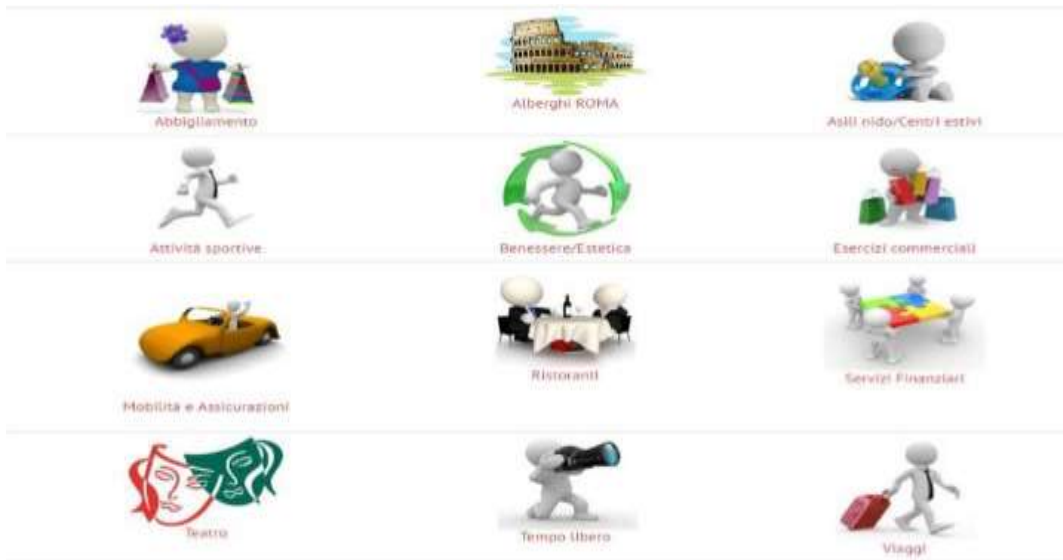 Abbigliamento
Alberghi ROMA
Asili nido/Centri estivi
Attività sportive
Benessere/Estetica
Esercizi commerciali
Mobilità e Assicurazioni
Ristoranti
Servizi Finanziari
Teatro
Tempo libero
Viaggi